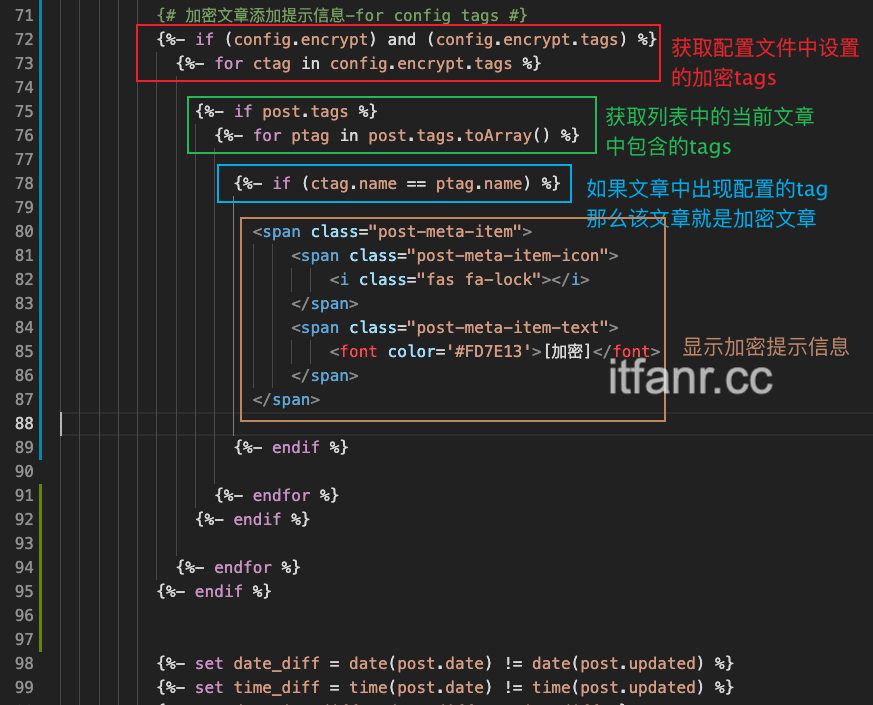 71 {# 加密文章添加提示信息-for config tags #}
72 {%- if (config.encrypt) and (config.encrypt.tags) %}
73 {%- for ctag in config.encrypt.tags %}
获取配置文件中设置
的加密tags
74
75 {%- if post.tags %}
76 {%- for ptag in post.tags.toArray() %}
获取列表中的当前文章
中包含的tags
77
78 {%- if (ctag.name == ptag.name) %}
如果文章中出现配置的tag
那么该文章就是加密文章
79
80 <span class="post-meta-item">
81 <span class="post-meta-item-icon">
82 <i class="fas fa-lock"></i>
83 </span>
84 <span class="post-meta-item-text">
85 <font color='#FD7E13'>[加密]</font>
显示加密提示信息
86 </span>
itfanr.cc
87 </span>
88
89 {%- endif %}
90
91 {%- endfor %}
92 {%- endif %}
93
94 {%- endfor %}
95 {%- endif %}
96
97
98 {%- set date_diff = date(post.date) != date(post.updated) %}
99 {%- set time_diff = time(post.date) != time(post.updated) %}